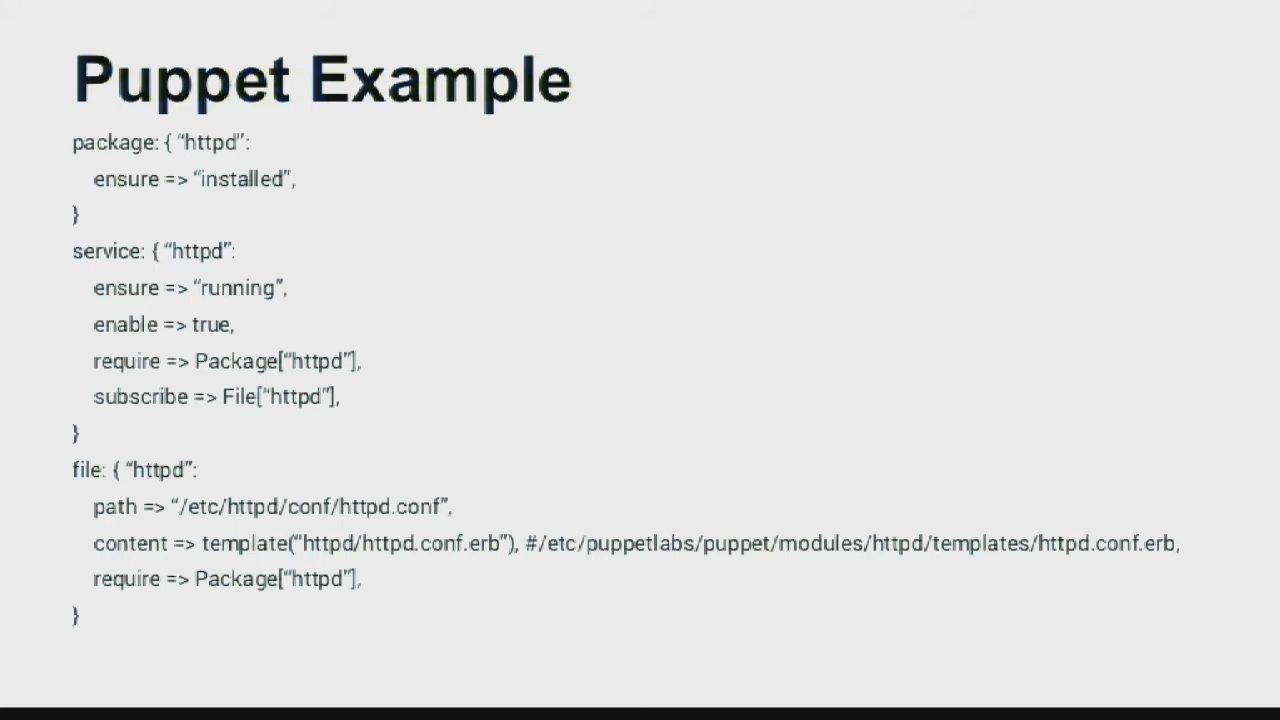 Puppet Example
package: { “httpd”:
ensure => “installed”,
}
service: { “httpd”:
ensure => “running”,
enable => true,
require => Package[“httpd”],
subscribe => File[“httpd”],
}
file: { “httpd”:
path => “/etc/httpd/conf/httpd.conf”,
content => template(“httpd/httpd.conf.erb”), #/etc/puppetlabs/puppet/modules/httpd/templates/httpd.conf.erb,
require => Package[“httpd”],
}